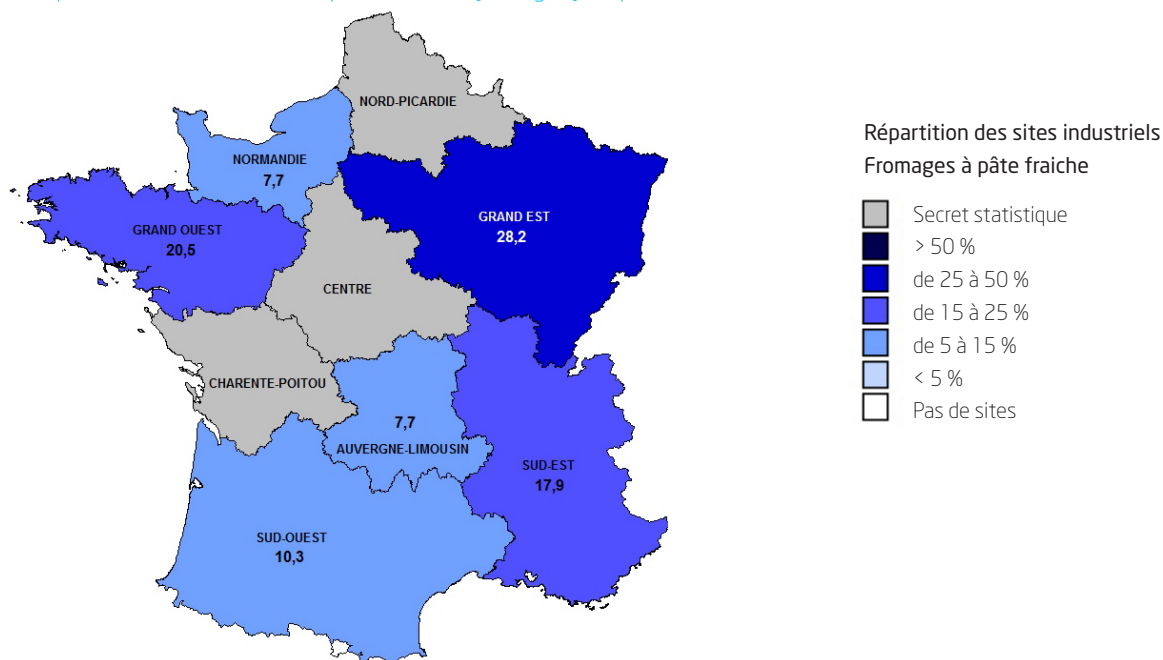 NORD-PICARDIE
NORMANDIE
7,7
GRAND EST
28,2
GRAND OUEST
20,5
CENTRE
CHARENTE-POITOU
7,7
AUVERGNE-LIMOUSIN
SUD-EST
17,9
SUD-OUEST
10,3
Répartition des sites industriels
Fromages à pâte fraiche
Secret statistique
> 50 %
de 25 à 50 %
de 15 à 25 %
de 5 à 15 %
< 5 %
Pas de sites